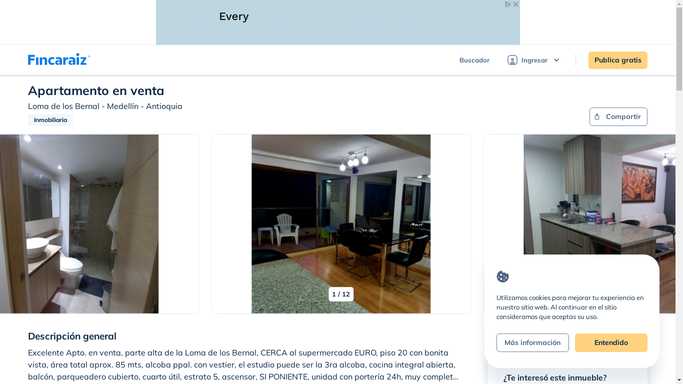 Every
Fincaraiz
Buscador
Ingresar
Publica gratis
Apartamento en venta
Loma de los Bernal - Medellín - Antioquia
Inmobiliaria
Compartir
1 / 12
Utilizamos cookies para mejorar tu experiencia en
nuestro sitio web. Al continuar en el sitio
consideramos que aceptas su uso.
Más información
Entendido
Descripción general
Excelente Apto. en venta, parte alta de la Loma de los Bernal, CERCA al supermercado EURO, piso 20 con bonita
vista, área total aprox. 85 mts, alcoba ppal. con vestier, el estudio puede ser la 3ra alcoba, cocina integral abierta,
balcón, parqueadero cubierto, cuarto útil, estrato 5, ascensor, SI PONIENTE, unidad con portería 24h, muy complet...
¿Te interesó este inmueble?